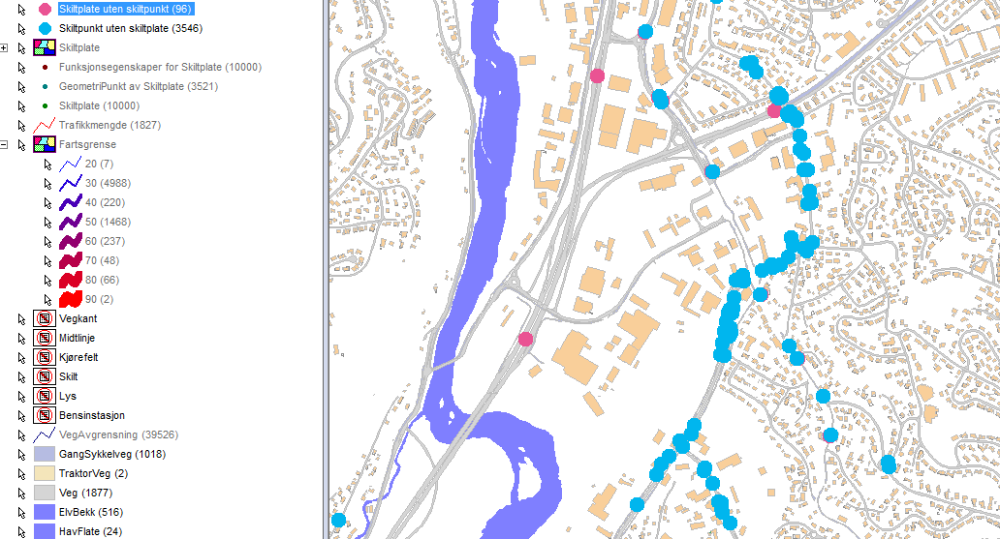 Skiltplate uten skiltpunkt (96)
Skiltpunkt uten skiltplate (3546)
Skiltplate
Funksjonsegenskaper for Skiltplate (10000)
GeometriPunkt av Skiltplate (3521)
Skiltplate (10000)
Trafikkmengde (1827)
Fartsgrense
20 (7)
30 (4988)
40 (220)
50 (1468)
60 (237)
70 (48)
80 (66)
90 (2)
Vegkant
Midtlinje
Kjørefelt
Skilt
Lys
Bensinstasjon
VegAvgrensning (39526)
GangSykkelveg (1018)
TraktorVeg (2)
Veg (1877)
ElvBekk (516)
HavFlate (24)